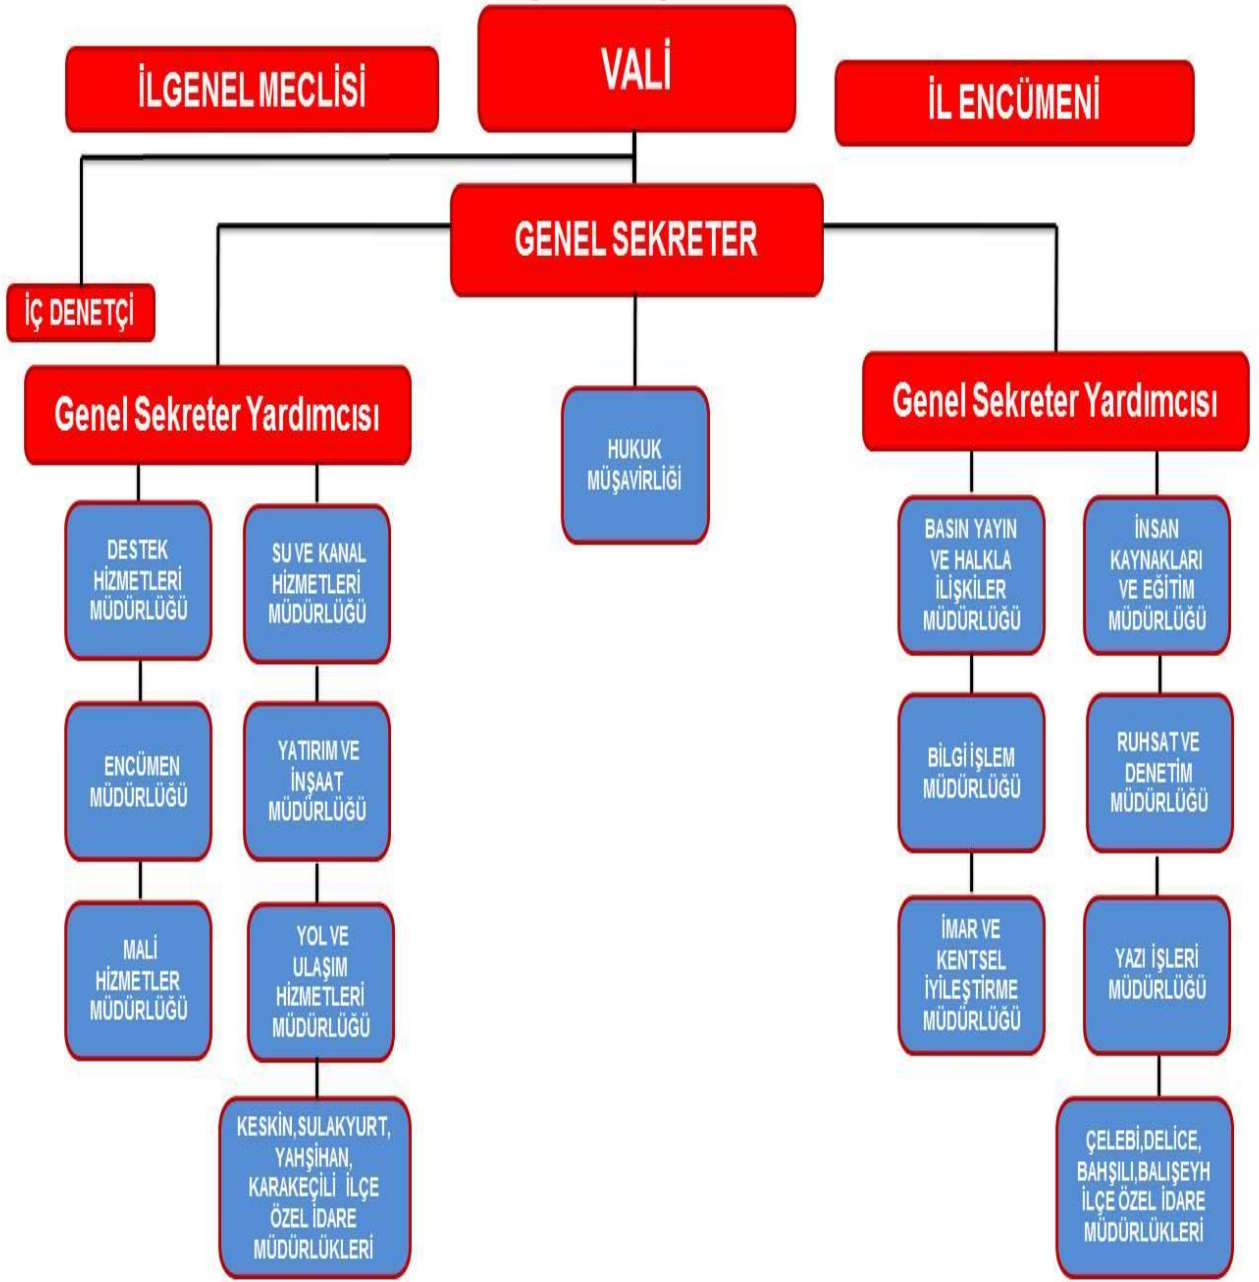 VALİ
İLGENEL MECLİSİ
İL ENCÜMENİ
GENEL SEKRETER
İÇ DENETÇİ
Genel Sekreter Yardımcısı
Genel Sekreter Yardımcısı
HUKUK
MÜŞAVİRLİĞİ
DESTEK
HİZMETLERİ
MÜDÜRLÜĞÜ
SU VE KANAL
HİZMETLERİ
MÜDÜRLÜĞÜ
BASIN YAYIN
VE HALKLA
İLİŞKİLER
MÜDÜRLÜĞÜ
İNSAN
KAYNAKLARI
VE EĞİTİM
MÜDÜRLÜĞÜ
ENCÜMEN
MÜDÜRLÜĞÜ
YATIRIM VE
İNŞAAT
MÜDÜRLÜĞÜ
BİLGİ İŞLEM
MÜDÜRLÜĞÜ
RUHSAT VE
DENETİM
MÜDÜRLÜĞÜ
MALİ
HİZMETLER
MÜDÜRLÜĞÜ
YOL VE
ULAŞIM
HİZMETLERİ
MÜDÜRLÜĞÜ
İMAR VE
KENTSEL
İYİLEŞTİRME
MÜDÜRLÜĞÜ
YAZI İŞLERİ
MÜDÜRLÜĞÜ
KESKİN,SULAKYURT,
YAHŞİHAN,
KARAKEÇİLİ İLÇE
ÖZEL İDARE
MÜDÜRLÜKLERİ
ÇELEBİ,DELİCE,
BAHŞILI,BALIŞEYH
İLÇE ÖZEL İDARE
MÜDÜRLÜKLERİ